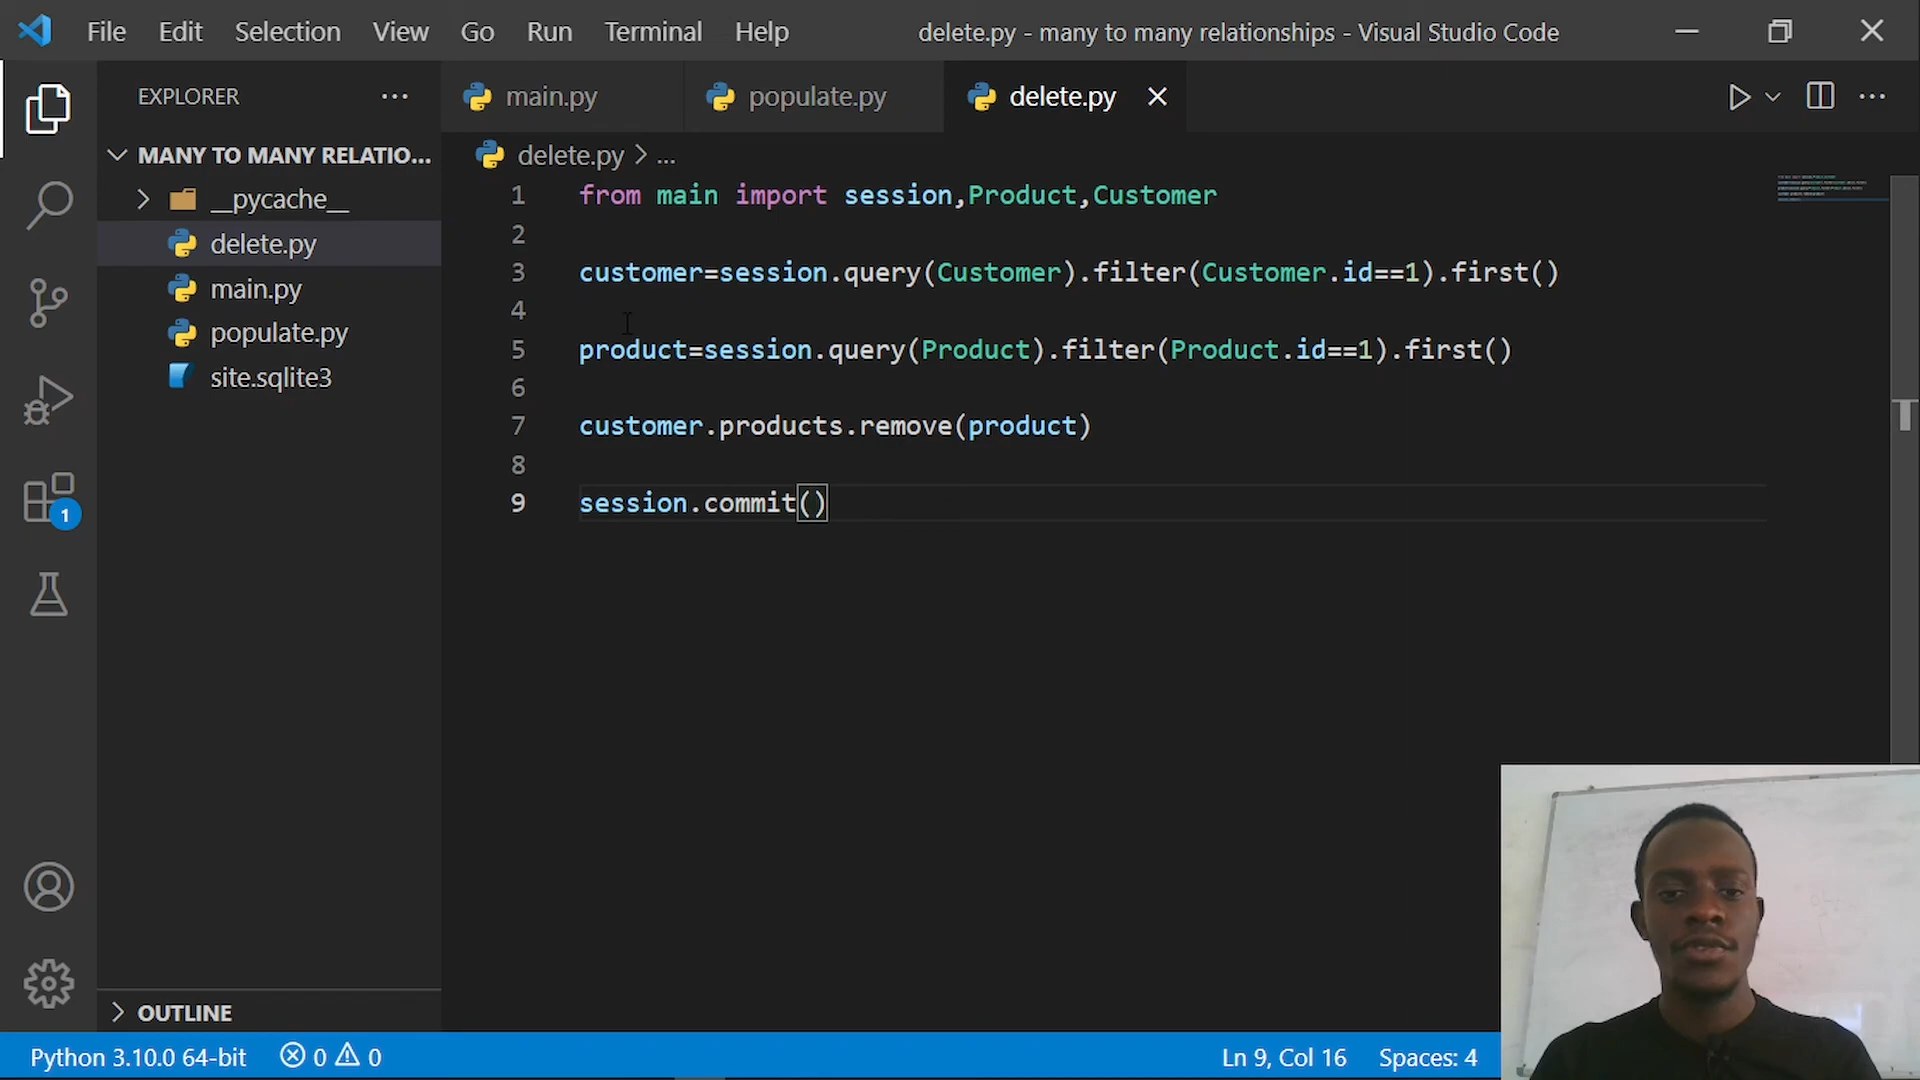 File Edit Selection View Go Run Terminal Help delete.py - many to many relationships - Visual Studio Code
EXPLORER ...
main.py populate.py delete.py
MANY TO MANY RELATIO...
__pycache__
delete.py
main.py
populate.py
site.sqlite3
delete.py > ...
1 from main import session,Product,Customer
2
3 customer=session.query(Customer).filter(Customer.id==1).first()
4
5 product=session.query(Product).filter(Product.id==1).first()
6
7 customer.products.remove(product)
8
9 session.commit()
1
OUTLINE
Python 3.10.0 64-bit 0 0 Ln 9, Col 16 Spaces: 4